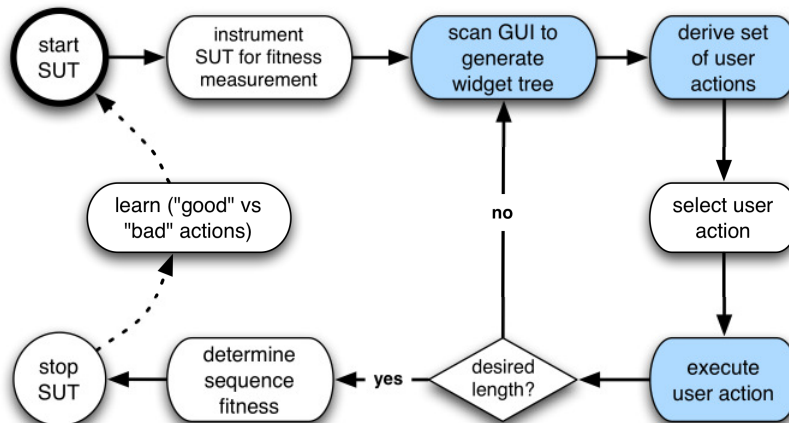 start
SUT
instrument
SUT for fitness
measurement
scan GUI to
generate
widget tree
derive set
of user
actions
learn ("good" vs
"bad" actions)
no
select user
action
stop
SUT
determine
sequence
fitness
yes
desired
length?
execute
user action